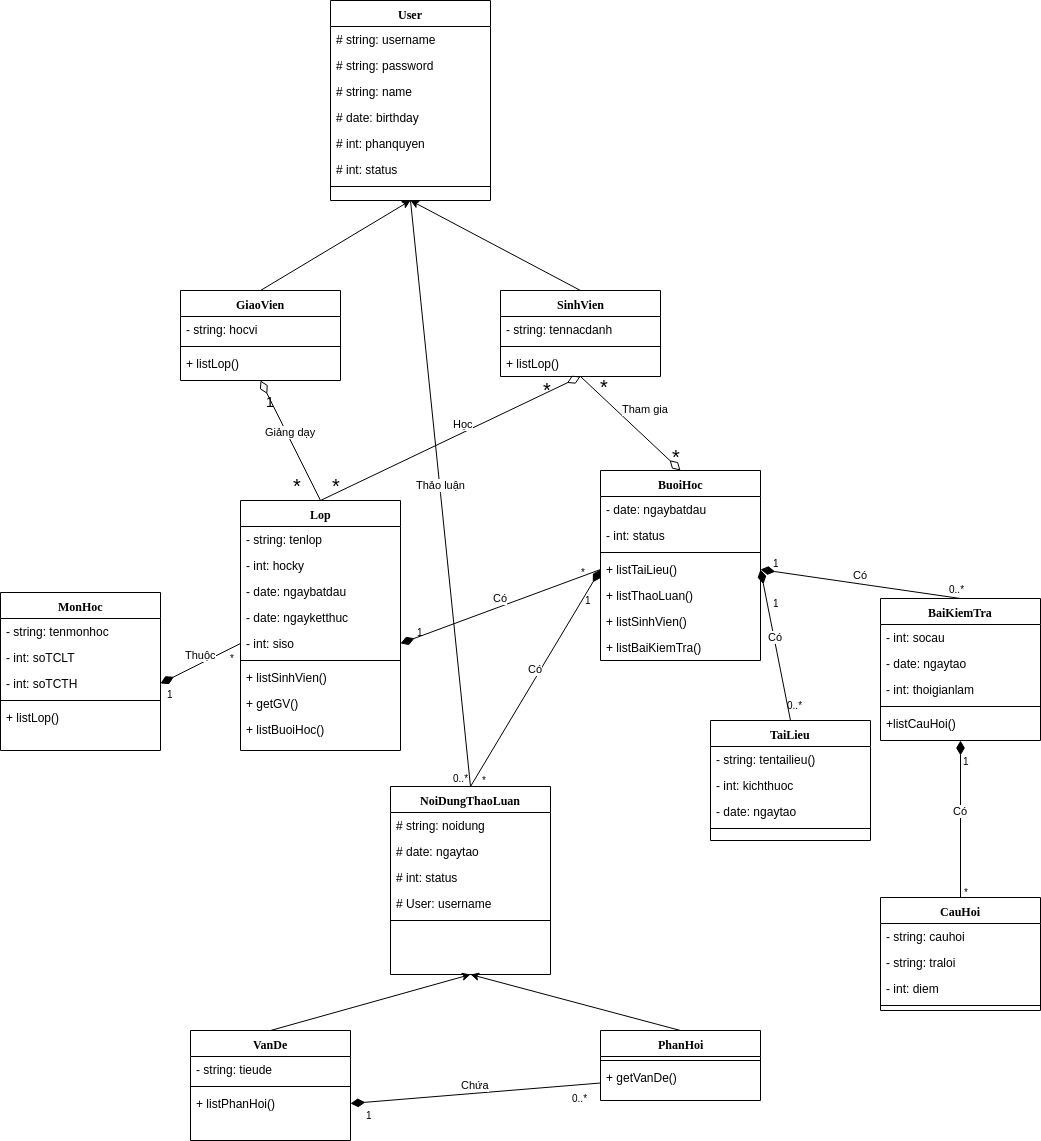 User
# string: username
# string: password
# string: name
# date: birthday
# int: phanquyen
# int: status
GiaoVien
- string: hocvi
+ listLop()
SinhVien
- string: tennacdanh
+ listLop()
1
Giảng dạy
*
*
Học
*
*
Tham gia
*
Thảo luận
Lop
- string: tenlop
- int: hocky
- date: ngaybatdau
- date: ngayketthuc
- int: siso
+ listSinhVien()
+ getGV()
+ listBuoiHoc()
BuoiHoc
- date: ngaybatdau
- int: status
+ listTaiLieu()
+ listThaoLuan()
+ listSinhVien()
+ listBaiKiemTra()
MonHoc
- string: tenmonhoc
- int: soTCLT
- int: soTCTH
+ listLop()
Thuộc
*
1
1
Có
*
1
Có
0..*
*
1
Có
0..*
1
Có
0..*
BaiKiemTra
- int: socau
- date: ngaytao
- int: thoigianlam
+listCauHoi()
TaiLieu
- string: tentailieu()
- int: kichthuoc
- date: ngaytao
1
Có
*
NoiDungThaoLuan
# string: noidung
# date: ngaytao
# int: status
# User: username
CauHoi
- string: cauhoi
- string: traloi
- int: diem
VanDe
- string: tieude
+ listPhanHoi()
1
Chứa
0..*
PhanHoi
+ getVanDe()